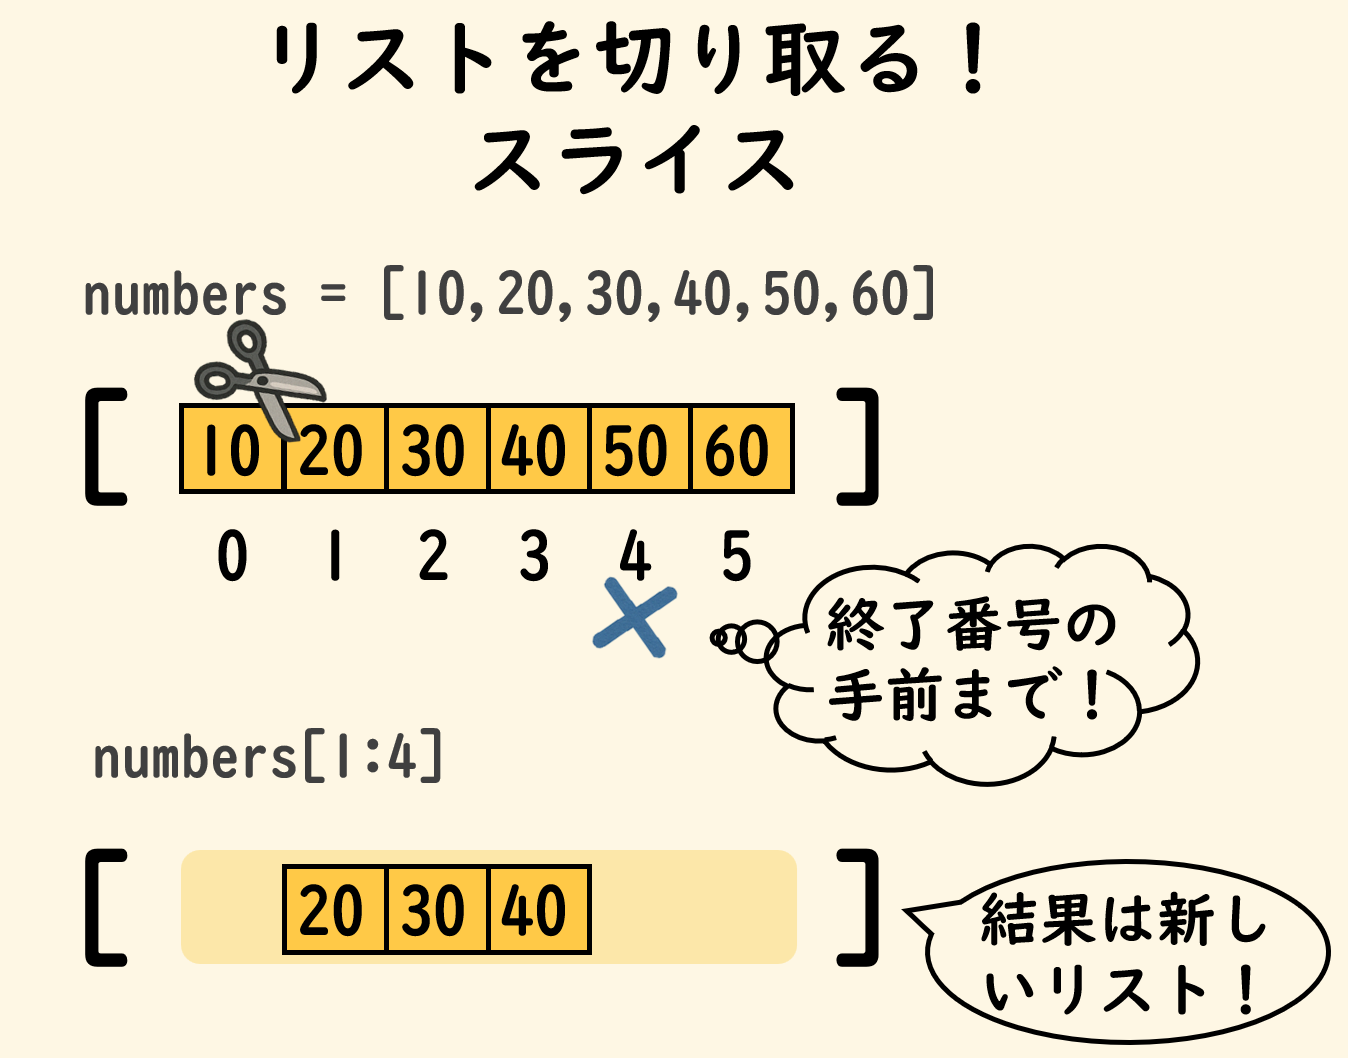 リストを切り取る！
スライス
numbers = [10,20,30,40,50,60]
[ 10 20 30 40 50 60 ]
0 1 2 3 4 5
終了番号の
手前まで！
numbers[1:4]
[ 20 30 40 ]
結果は新し
いリスト！